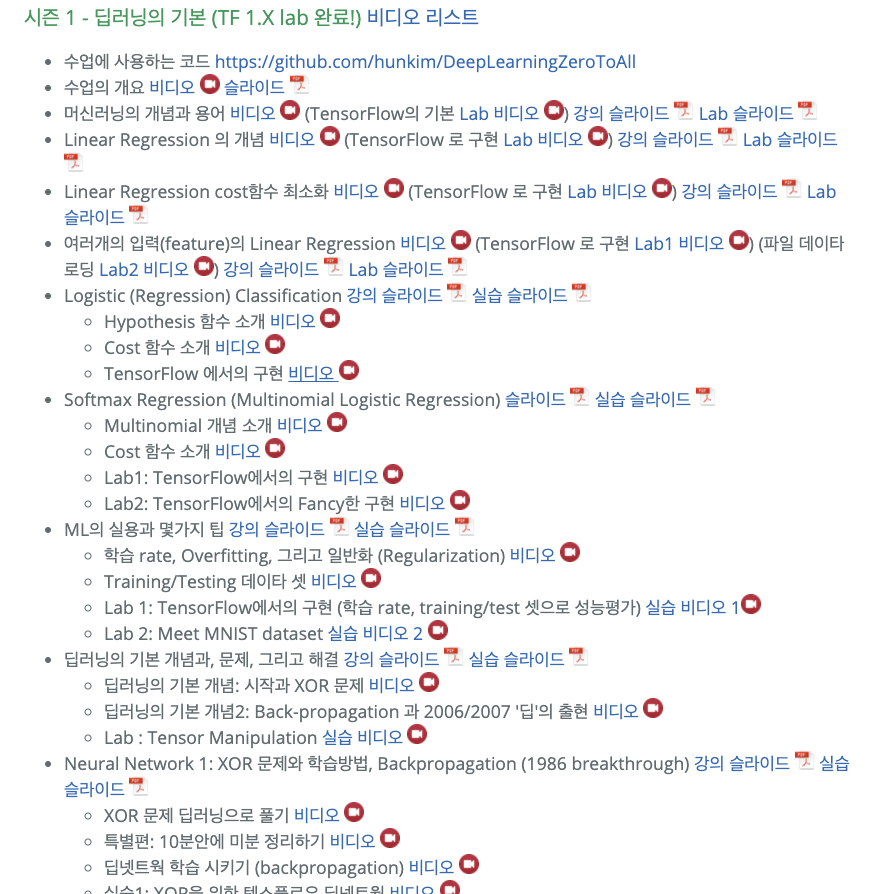 시즌 1 - 딥러닝의 기본 (TF 1.X lab 완료!) 비디오 리스트
수업에 사용하는 코드 https://github.com/hunkim/DeepLearningZeroToAll
수업의 개요 비디오 슬라이드
머신러닝의 개념과 용어 비디오 (TensorFlow의 기본 Lab 비디오) 강의 슬라이드 Lab 슬라이드
Linear Regression 의 개념 비디오 (TensorFlow 로 구현 Lab 비디오) 강의 슬라이드 Lab 슬라이드
Linear Regression cost함수 최소화 비디오 (TensorFlow 로 구현 Lab 비디오) 강의 슬라이드 Lab
슬라이드
여러개의 입력(feature)의 Linear Regression 비디오 (TensorFlow 로 구현 Lab1 비디오) (파일 데이타
로딩 Lab2 비디오) 강의 슬라이드 Lab 슬라이드
Logistic (Regression) Classification 강의 슬라이드 실습 슬라이드
Hypothesis 함수 소개 비디오
Cost 함수 소개 비디오
TensorFlow 에서의 구현 비디오
Softmax Regression (Multinomial Logistic Regression) 슬라이드 실습 슬라이드
Multinomial 개념 소개 비디오
Cost 함수 소개 비디오
Lab1: TensorFlow에서의 구현 비디오
Lab2: TensorFlow에서의 Fancy한 구현 비디오
ML의 실용과 몇가지 팁 강의 슬라이드 실습 슬라이드
학습 rate, Overfitting, 그리고 일반화 (Regularization) 비디오
Training/Testing 데이타 셋 비디오
Lab 1: TensorFlow에서의 구현 (학습 rate, training/test 셋으로 성능평가) 실습 비디오 1
Lab 2: Meet MNIST dataset 실습 비디오 2
딥러닝의 기본 개념과, 문제, 그리고 해결 강의 슬라이드 실습 슬라이드
딥러닝의 기본 개념: 시작과 XOR 문제 비디오
딥러닝의 기본 개념2: Back-propagation 과 2006/2007 '딥'의 출현 비디오
Lab : Tensor Manipulation 실습 비디오
Neural Network 1: XOR 문제와 학습방법, Backpropagation (1986 breakthrough) 강의 슬라이드 실습
슬라이드
XOR 문제 딥러닝으로 풀기 비디오
특별편: 10분안에 미분 정리하기 비디오
딥넷트웍 학습 시키기 (backpropagation) 비디오
실습1: XOR을 위한 텐스플로우 딥넷트웍 비디오